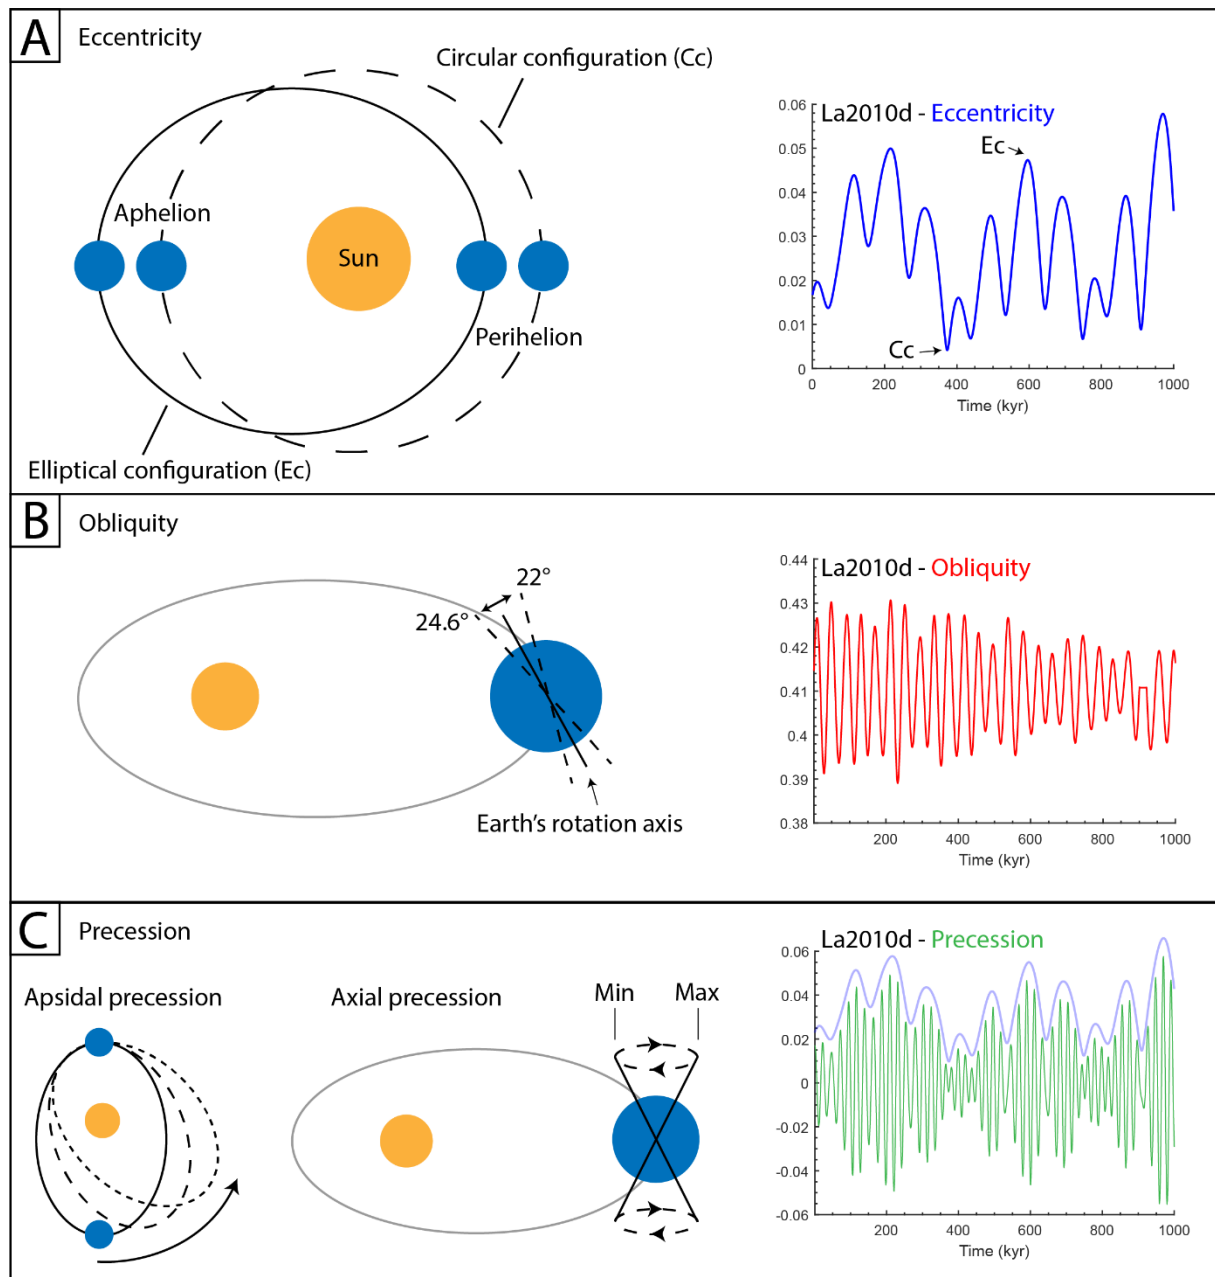 A Eccentricity
Circular configuration (Cc)
Aphelion
Sun
Perihelion
Elliptical configuration (Ec)
La2010d - Eccentricity
0.06
0.05
0.04
0.03
0.02
0.01
0
Ec
Cc
0 200 400 600 800 1000
Time (kyr)
B Obliquity
22°
24.6°
Earth's rotation axis
La2010d - Obliquity
0.44
0.43
0.42
0.41
0.4
0.39
0.38
200 400 600 800 1000
Time (kyr)
C Precession
Apsidal precession
Axial precession
Min Max
La2010d - Precession
0.06
0.04
0.02
0
-0.02
-0.04
-0.06
200 400 600 800 1000
Time (kyr)